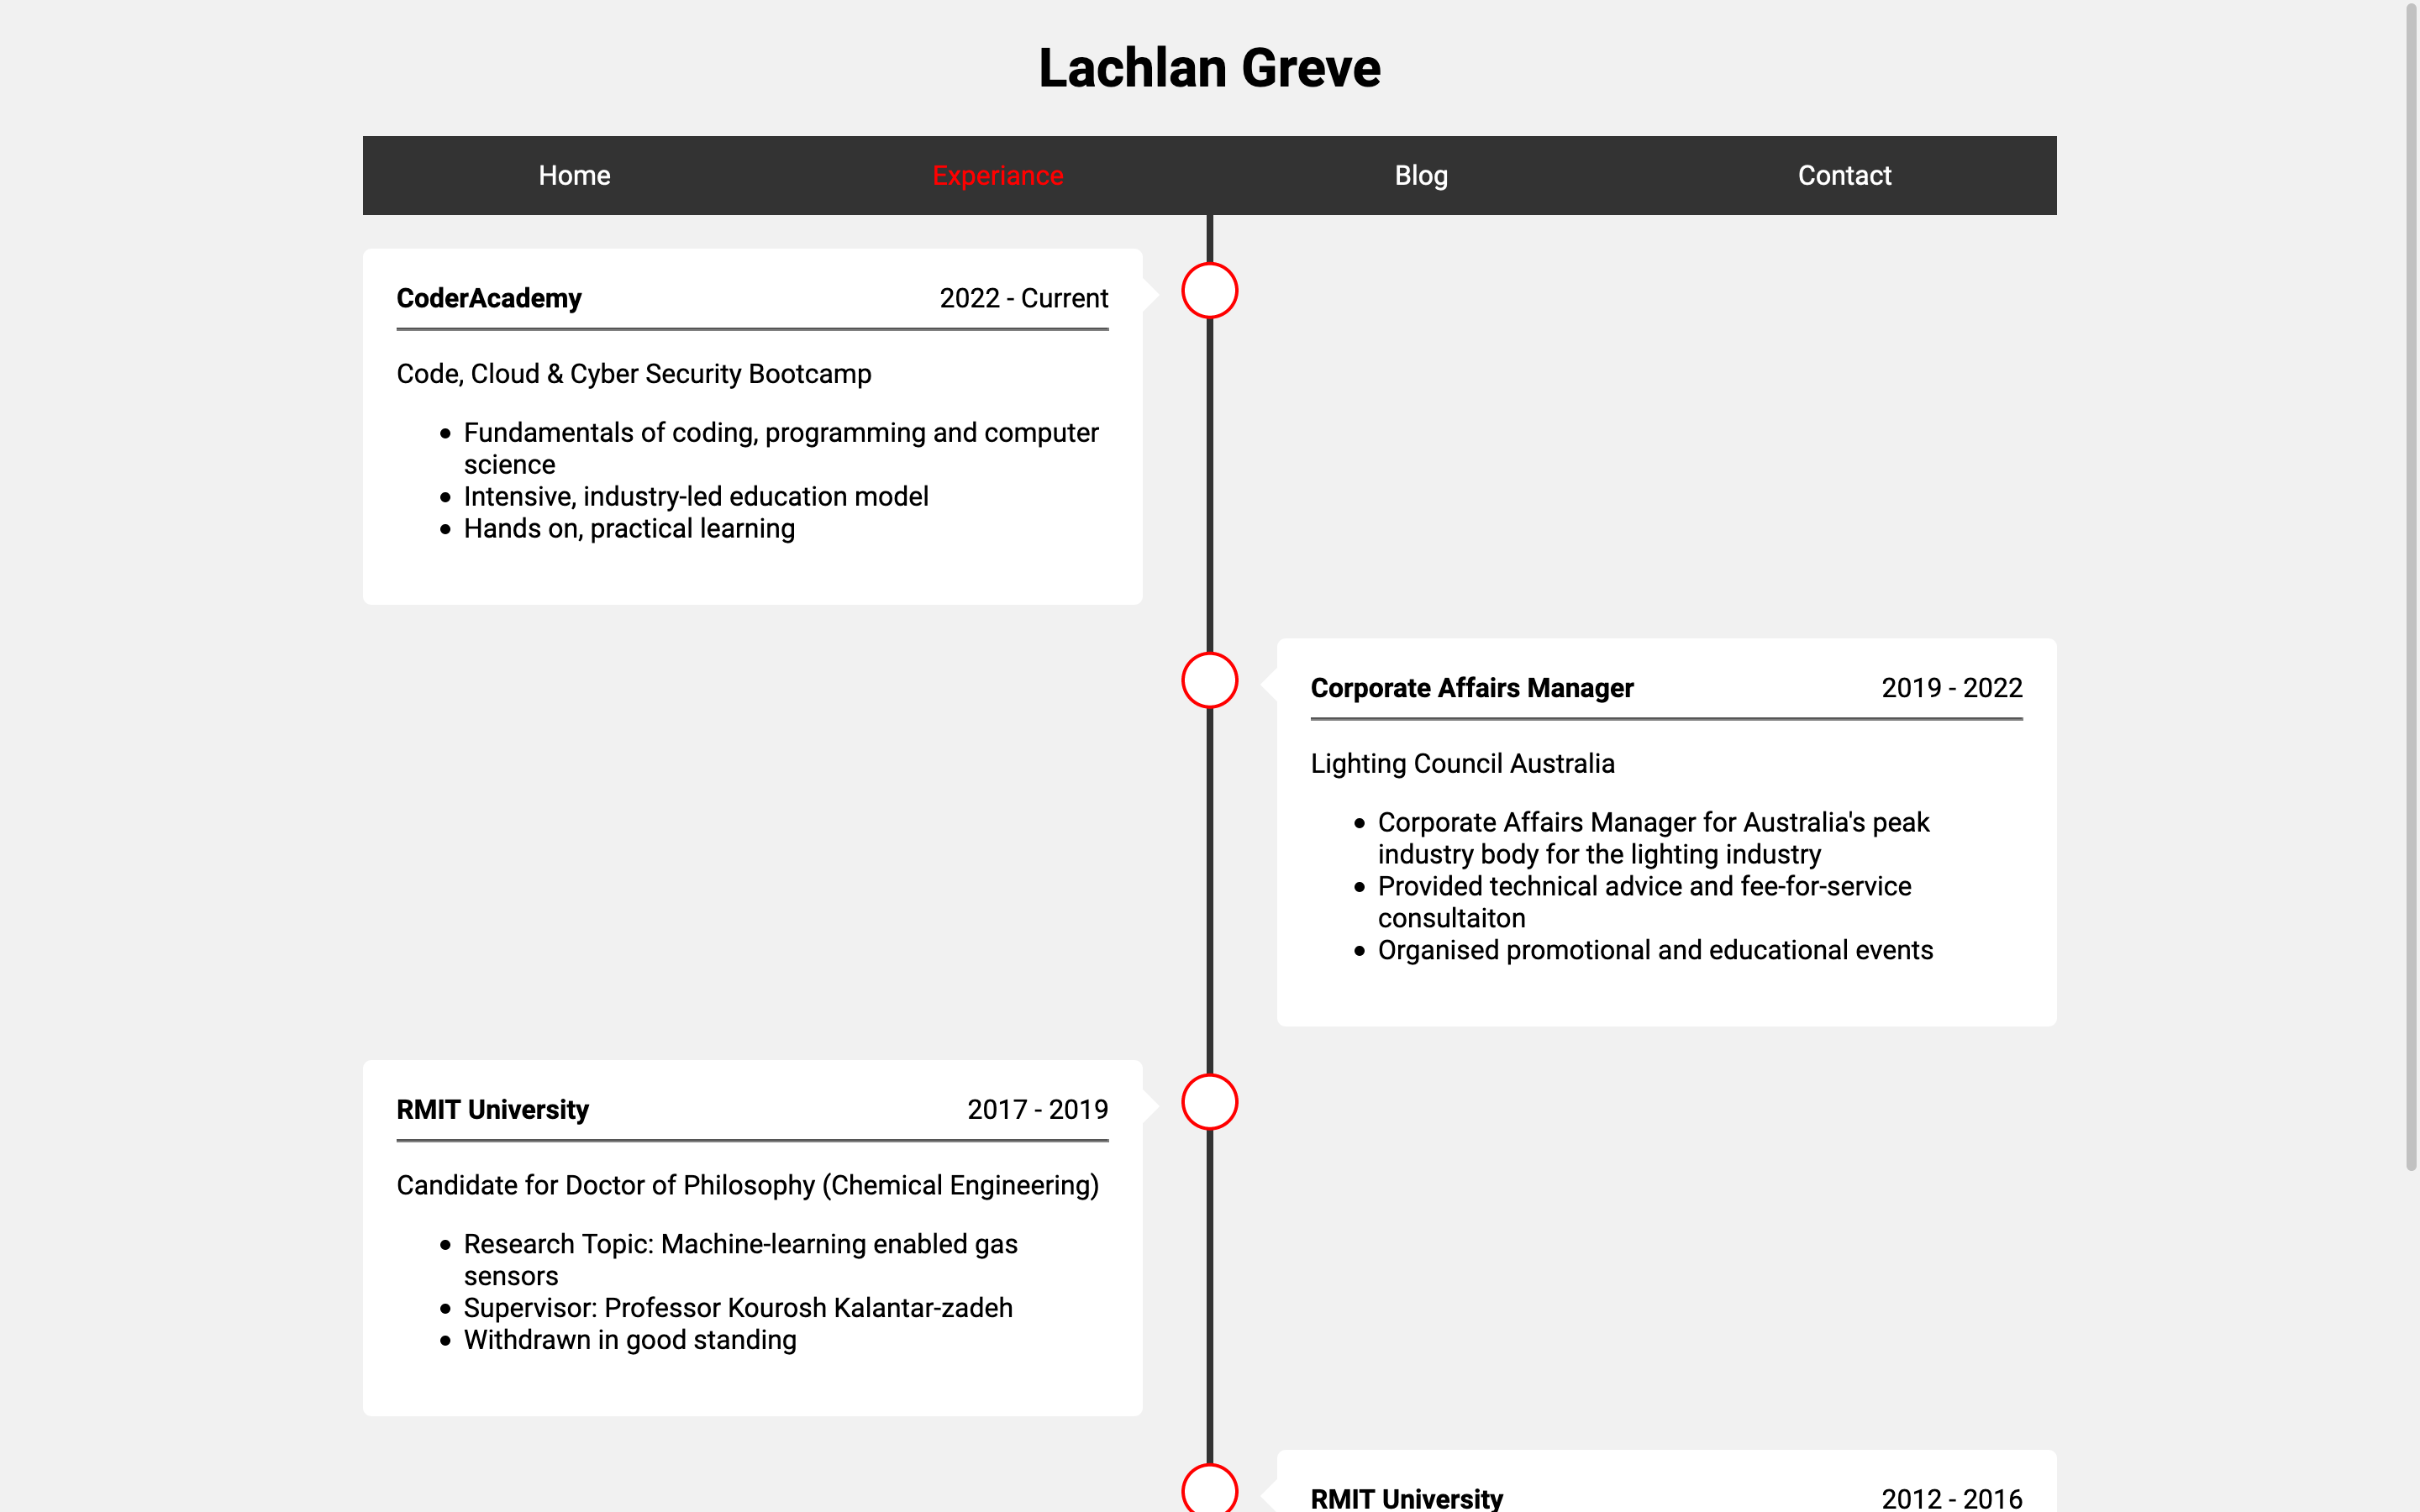 Lachlan Greve
Home Experiance Blog Contact
CoderAcademy 2022 - Current
Code, Cloud & Cyber Security Bootcamp
Fundamentals of coding, programming and computer
science
Intensive, industry-led education model
Hands on, practical learning
Corporate Affairs Manager 2019 - 2022
Lighting Council Australia
Corporate Affairs Manager for Australia's peak
industry body for the lighting industry
Provided technical advice and fee-for-service
consultaiton
Organised promotional and educational events
RMIT University 2017 - 2019
Candidate for Doctor of Philosophy (Chemical Engineering)
Research Topic: Machine-learning enabled gas
sensors
Supervisor: Professor Kourosh Kalantar-zadeh
Withdrawn in good standing
RMIT University 2012 - 2016